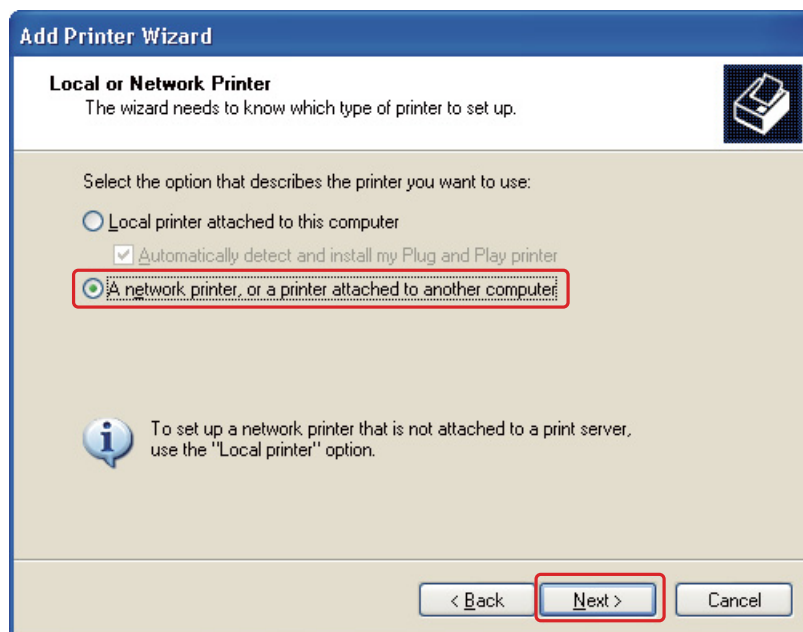 Add Printer Wizard
Local or Network Printer
The wizard needs to know which type of printer to set up.
Select the option that describes the printer you want to use:
Local printer attached to this computer
Automatically detect and install my Plug and Play printer
A network printer, or a printer attached to another computer
To set up a network printer that is not attached to a print server,
use the "Local printer" option.
< Back Next > Cancel